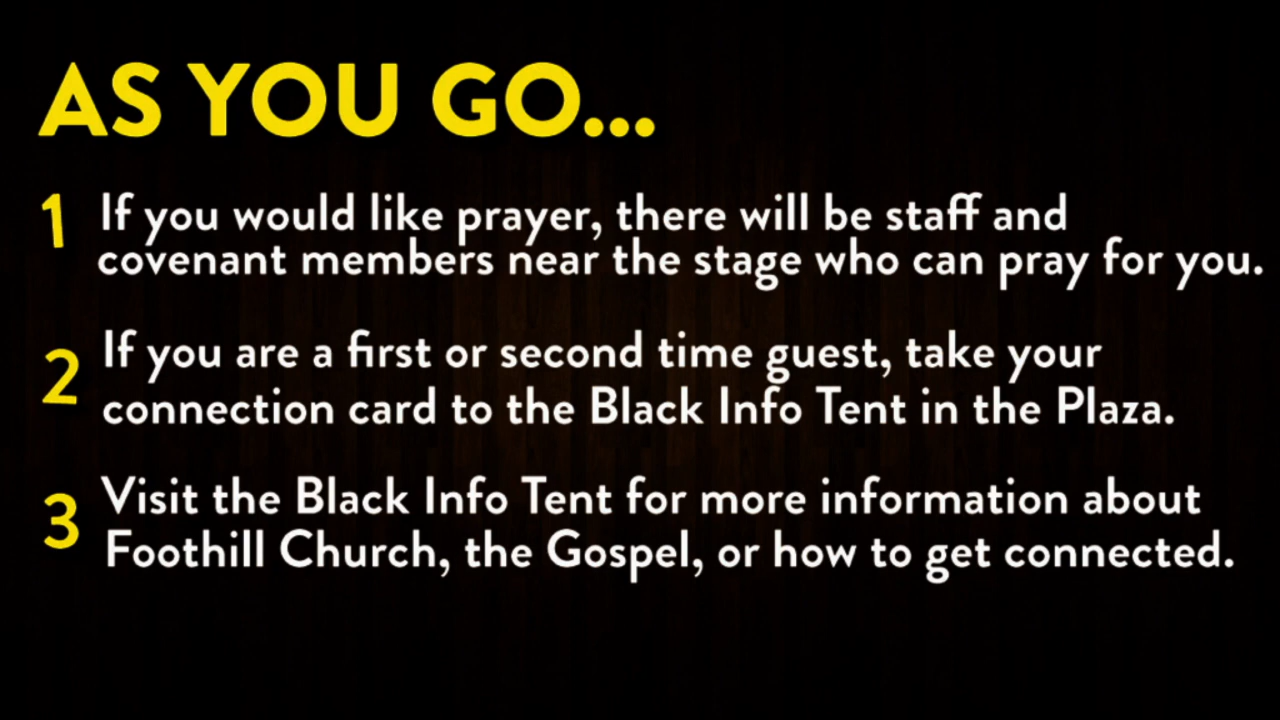 AS YOU GO...
1 If you would like prayer, there will be staff and
covenant members near the stage who can pray for you.
2 If you are a first or second time guest, take your
connection card to the Black Info Tent in the Plaza.
3 Visit the Black Info Tent for more information about
Foothill Church, the Gospel, or how to get connected.